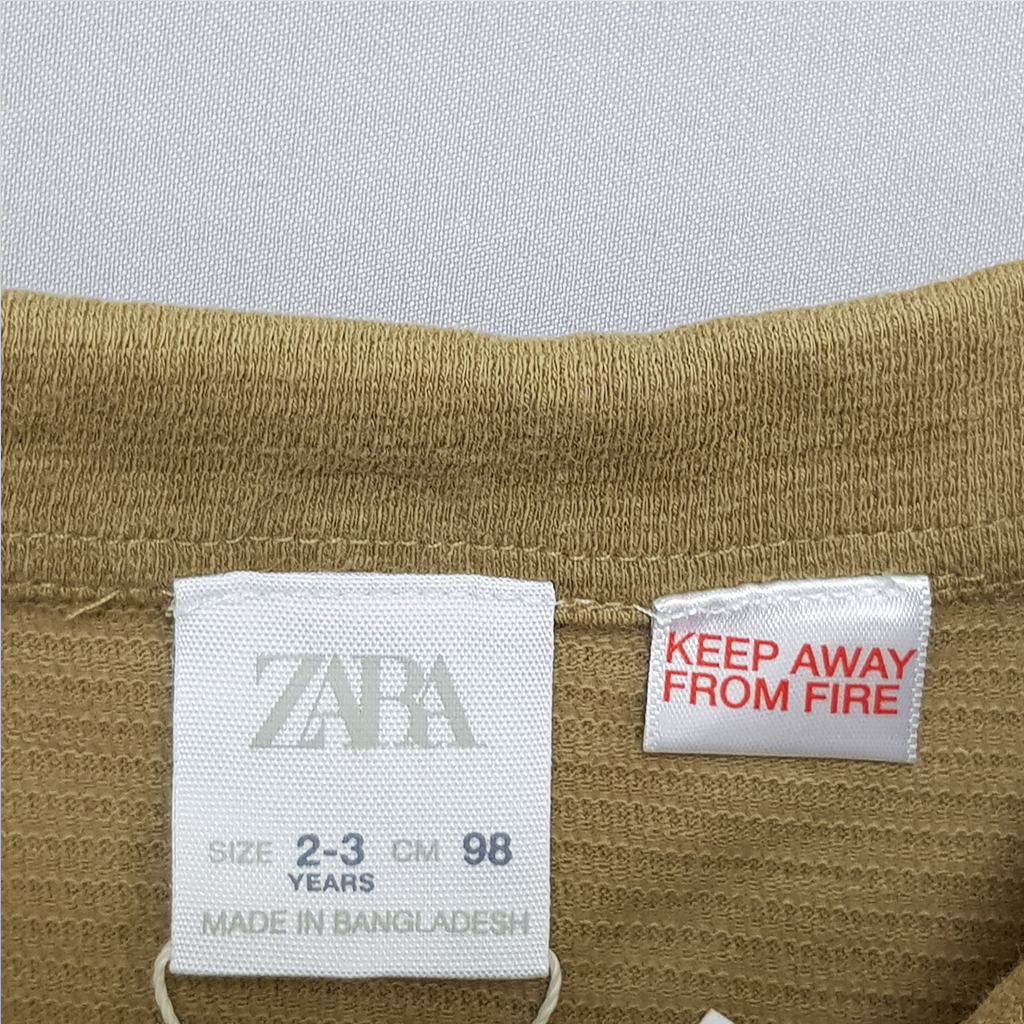 ZARA
SIZE 2-3 CM 98
YEARS
MADE IN BANGLADESH
KEEP AWAY
FROM FIRE